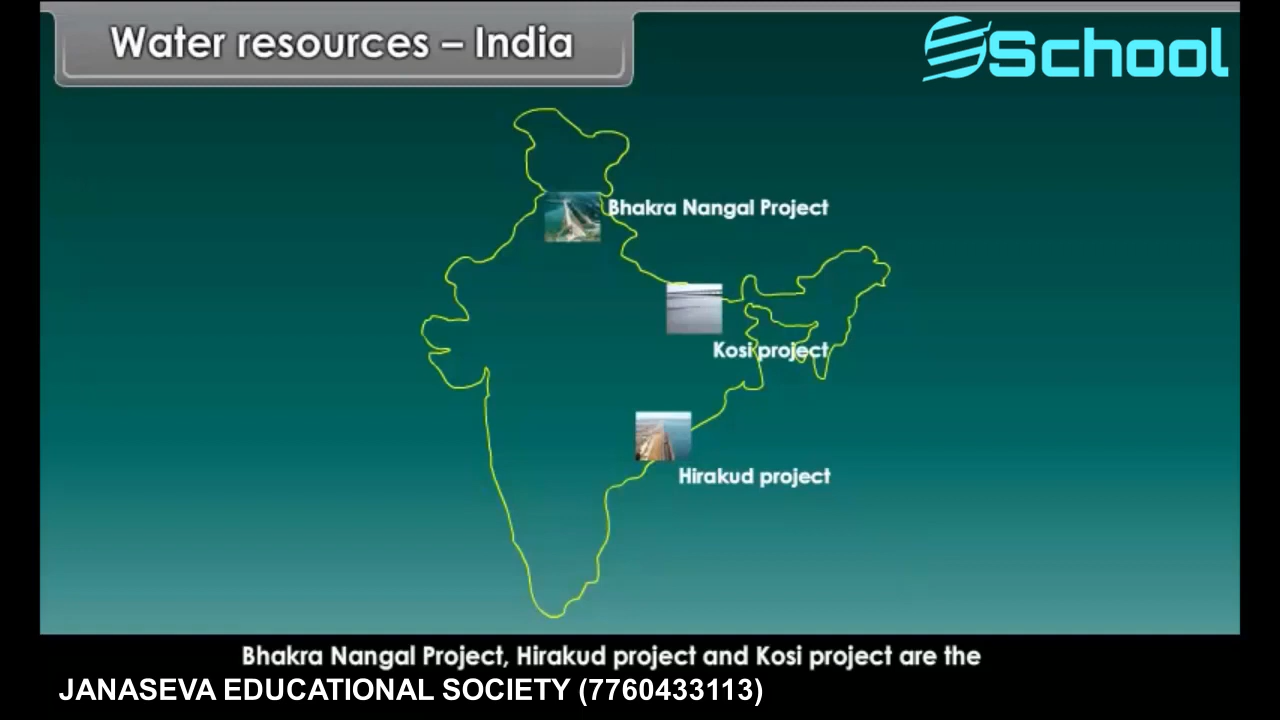 Water resources – India
School
Bhakra Nangal Project
Kosi project
Hirakud project
Bhakra Nangal Project, Hirakud project and Kosi project are the
JANASEVA EDUCATIONAL SOCIETY (7760433113)